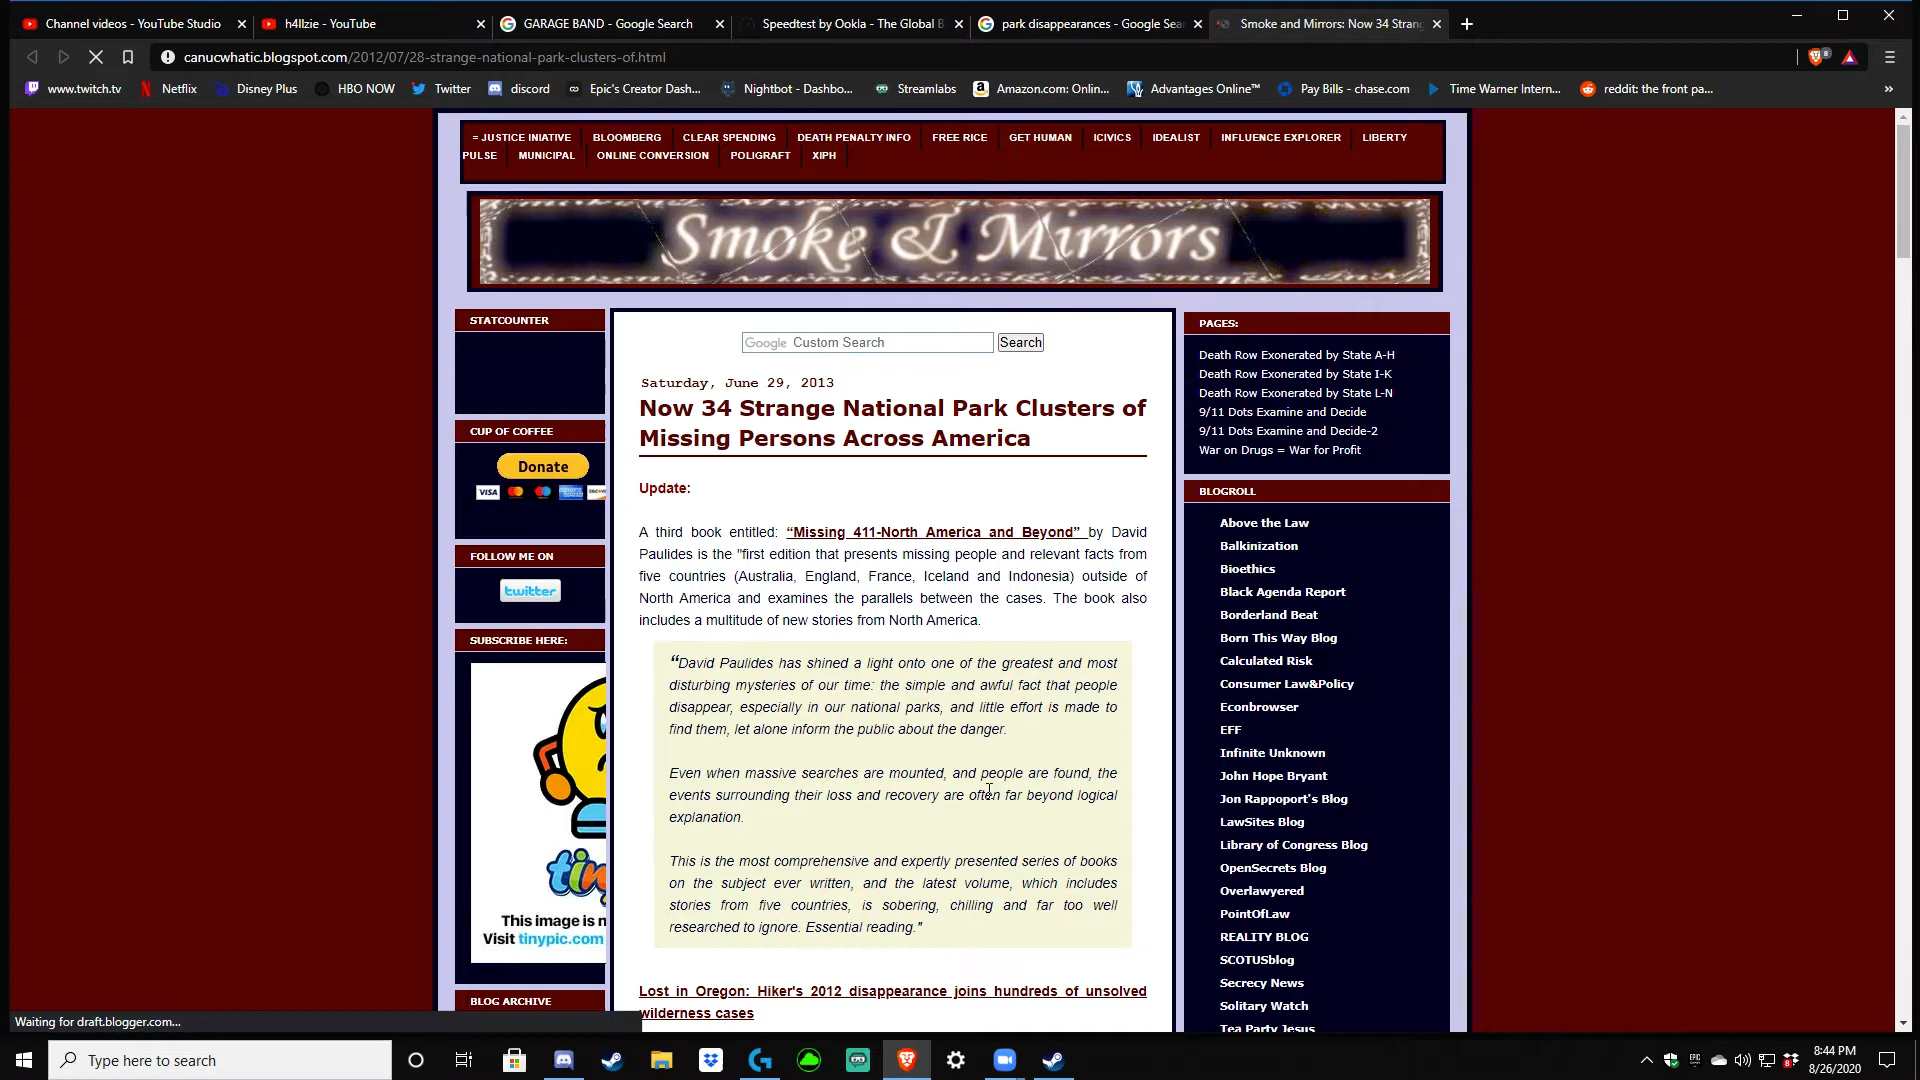 Channel videos - YouTube Studio
h4llzie - YouTube
GARAGE BAND - Google Search
Speedtest by Ookla - The Global B
park disappearances - Google Sea
Smoke and Mirrors: Now 34 Strang
canucwhatic.blogspot.com/2012/07/28-strange-national-park-clusters-of.html
8
www.twitch.tv
Netflix
Disney Plus
HBO NOW
Twitter
discord
Epic's Creator Dash...
Nightbot - Dashbo...
Streamlabs
Amazon.com: Onlin...
Advantages Online™
Pay Bills - chase.com
Time Warner Intern...
reddit: the front pa...
= JUSTICE INIATIVE BLOOMBERG CLEAR SPENDING DEATH PENALTY INFO FREE RICE GET HUMAN ICIVICS IDEALIST INFLUENCE EXPLORER LIBERTY
PULSE MUNICIPAL ONLINE CONVERSION POLIGRAFT XIPH
Smoke & Mirrors
STATCOUNTER
CUP OF COFFEE
Donate
VISA
FOLLOW ME ON
twitter
SUBSCRIBE HERE:
This image is n
Visit tinypic.com
BLOG ARCHIVE
Google Custom Search
Search
Saturday, June 29, 2013
Now 34 Strange National Park Clusters of
Missing Persons Across America
Update:
A third book entitled: “Missing 411-North America and Beyond” by David
Paulides is the "first edition that presents missing people and relevant facts from
five countries (Australia, England, France, Iceland and Indonesia) outside of
North America and examines the parallels between the cases. The book also
includes a multitude of new stories from North America.
“David Paulides has shined a light onto one of the greatest and most
disturbing mysteries of our time: the simple and awful fact that people
disappear, especially in our national parks, and little effort is made to
find them, let alone inform the public about the danger.
Even when massive searches are mounted, and people are found, the
events surrounding their loss and recovery are often far beyond logical
explanation.
This is the most comprehensive and expertly presented series of books
on the subject ever written, and the latest volume, which includes
stories from five countries, is sobering, chilling and far too well
researched to ignore. Essential reading."
Lost in Oregon: Hiker's 2012 disappearance joins hundreds of unsolved
wilderness cases
PAGES:
Death Row Exonerated by State A-H
Death Row Exonerated by State I-K
Death Row Exonerated by State L-N
9/11 Dots Examine and Decide
9/11 Dots Examine and Decide-2
War on Drugs = War for Profit
BLOGROLL
Above the Law
Balkinization
Bioethics
Black Agenda Report
Borderland Beat
Born This Way Blog
Calculated Risk
Consumer Law&Policy
Econbrowser
EFF
Infinite Unknown
John Hope Bryant
Jon Rappoport's Blog
LawSites Blog
Library of Congress Blog
OpenSecrets Blog
Overlawyered
PointOfLaw
REALITY BLOG
SCOTUSblog
Secrecy News
Solitary Watch
Tea Party Jesus
Waiting for draft.blogger.com...
Type here to search
8:44 PM
8/26/2020